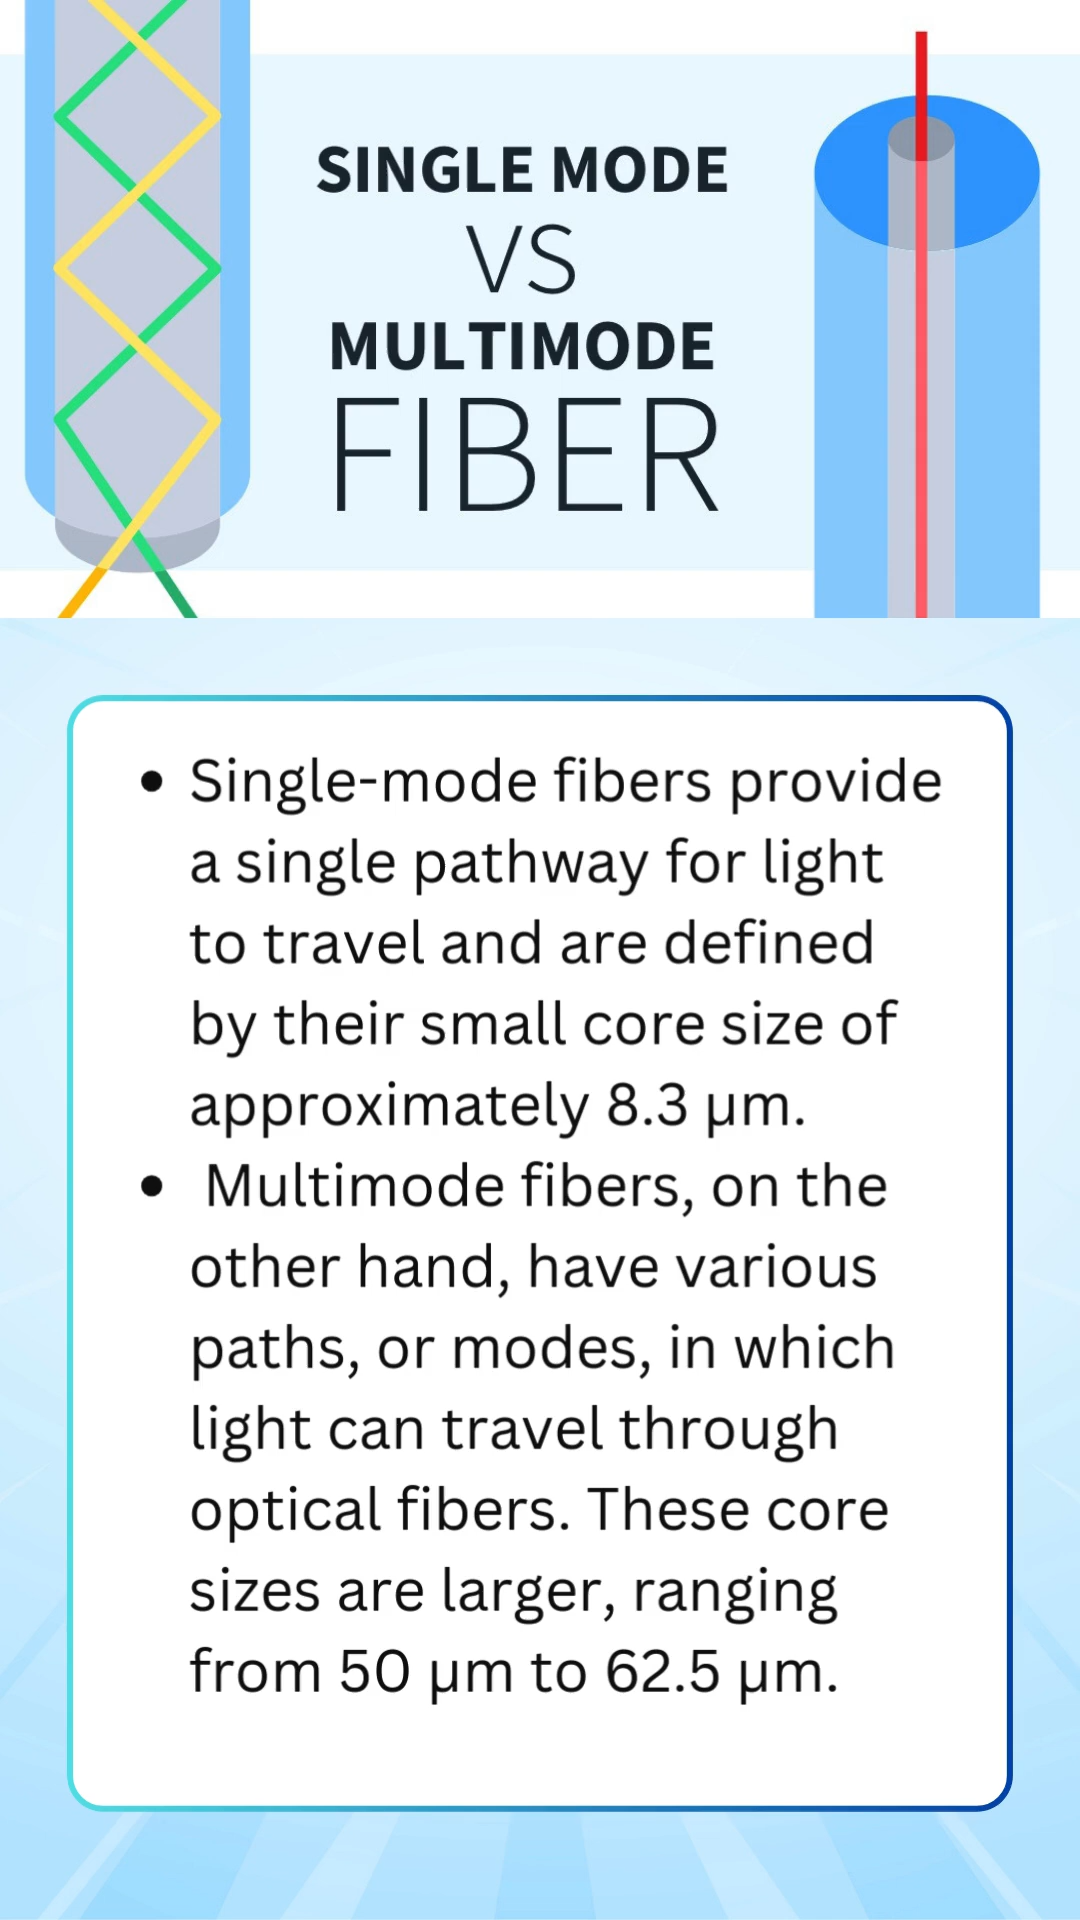 SINGLE MODE
VS
MULTIMODE
FIBER
• Single-mode fibers provide
a single pathway for light
to travel and are defined
by their small core size of
approximately 8.3 µm.
• Multimode fibers, on the
other hand, have various
paths, or modes, in which
light can travel through
optical fibers. These core
sizes are larger, ranging
from 50 µm to 62.5 µm.